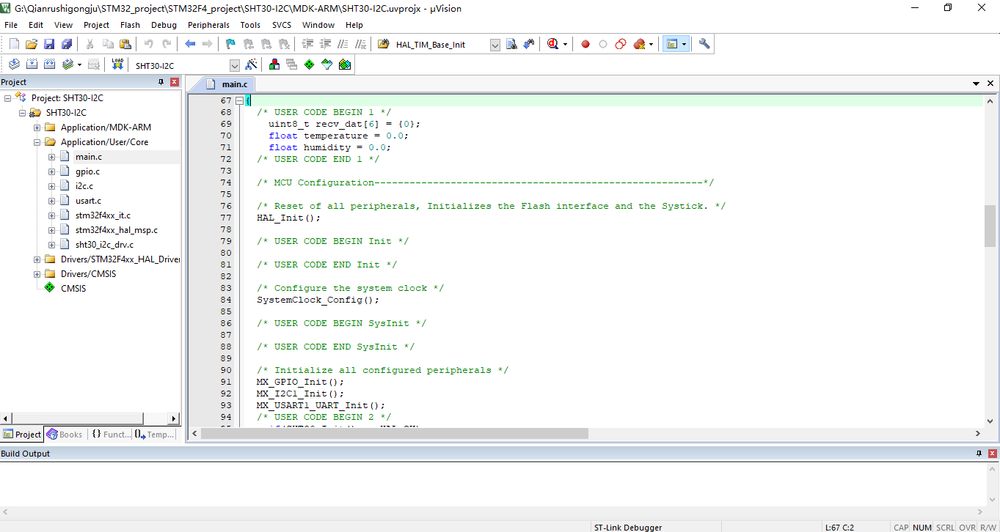 G:\Qianrushigongju\STM32_project\STM32F4_project\SHT30-I2C\MDK-ARM\SHT30-I2C.uvprojx - µVision
File Edit View Project Flash Debug Peripherals Tools SVCS Window Help
HAL_TIM_Base_Init
LOAD
SHT30-I2C
Project
Project: SHT30-I2C
SHT30-I2C
Application/MDK-ARM
Application/User/Core
main.c
gpio.c
i2c.c
usart.c
stm32f4xx_it.c
stm32f4xx_hal_msp.c
sht30_i2c_drv.c
Drivers/STM32F4xx_HAL_Driver
Drivers/CMSIS
CMSIS
Project Books {} Funct... Temp...
main.c
67 {
68 /* USER CODE BEGIN 1 */
69 uint8_t recv_dat[6] = {0};
70 float temperature = 0.0;
71 float humidity = 0.0;
72 /* USER CODE END 1 */
73
74 /* MCU Configuration--------------------------------------------------------*/
75
76 /* Reset of all peripherals, Initializes the Flash interface and the Systick. */
77 HAL_Init();
78
79 /* USER CODE BEGIN Init */
80
81 /* USER CODE END Init */
82
83 /* Configure the system clock */
84 SystemClock_Config();
85
86 /* USER CODE BEGIN SysInit */
87
88 /* USER CODE END SysInit */
89
90 /* Initialize all configured peripherals */
91 MX_GPIO_Init();
92 MX_I2C1_Init();
93 MX_USART1_UART_Init();
94 /* USER CODE BEGIN 2 */
Build Output
ST-Link Debugger
L:67 C:2
CAP NUM SCRL OVR R/W